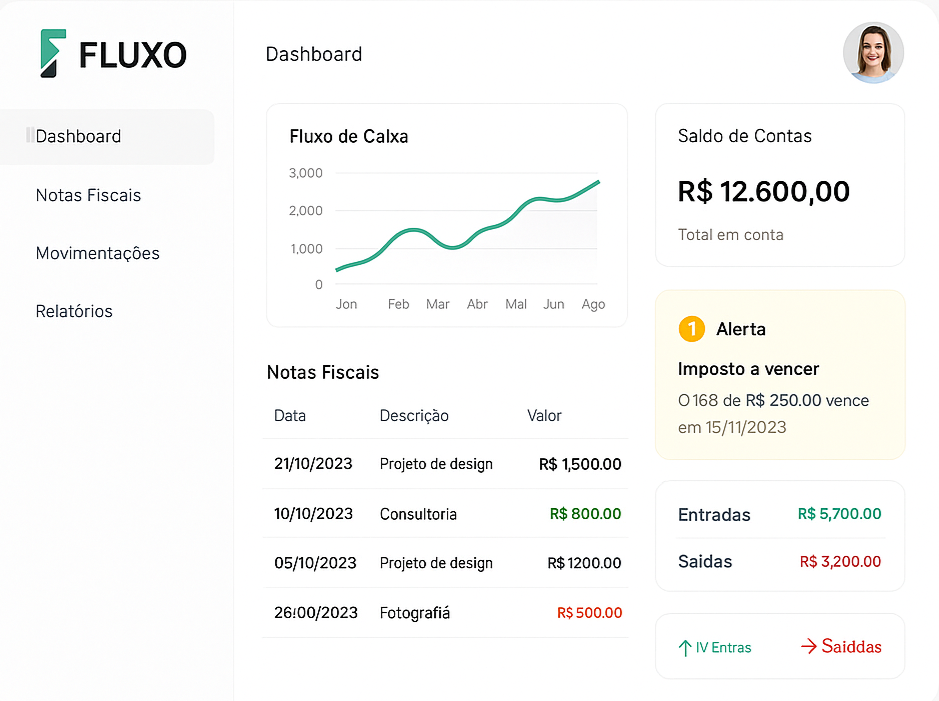 FLUXO
Dashboard
Dashboard
Notas Fiscais
Movimentações
Relatórios
Fluxo de Calxa
3,000
2,000
1,000
0
Jon Feb Mar Abr Mal Jun Ago
Notas Fiscais
Data Descrição Valor
21/10/2023 Projeto de design R$ 1,500.00
10/10/2023 Consultoria R$ 800.00
05/10/2023 Projeto de design R$ 1200.00
26!00/2023 Fotografiá R$ 500.00
Saldo de Contas
R$ 12.600,00
Total em conta
1 Alerta
Imposto a vencer
O168 de R$ 250.00 vence
em 15/11/2023
Entradas R$ 5,700.00
Saidas R$ 3,200.00
↑ IV Entras → Saiddas